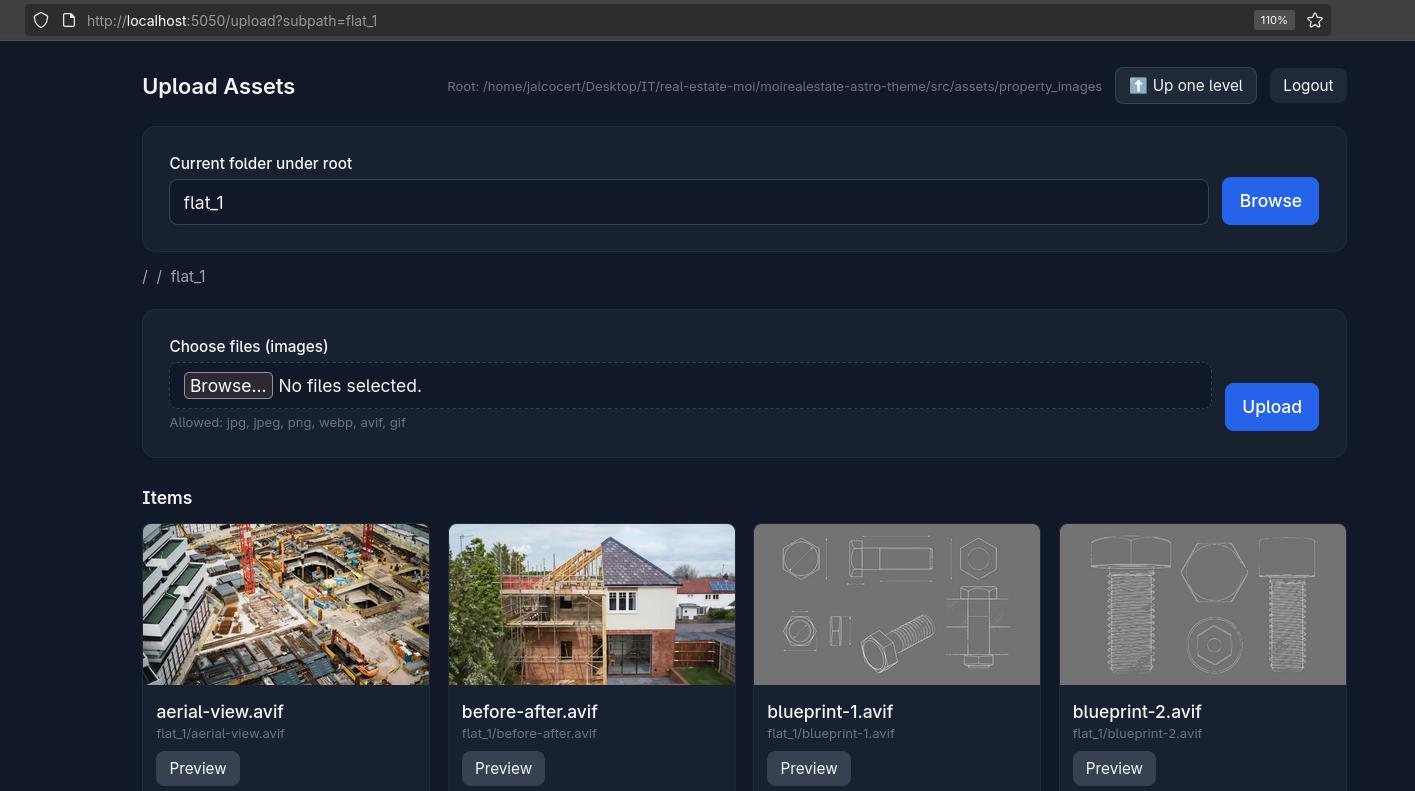 http://localhost:5050/upload?subpath=flat_1
110%
Upload Assets
Root: /home/jalcocert/Desktop/IT/real-estate-moi/moirealestate-astro-theme/src/assets/property_images
⬆️ Up one level
Logout
Current folder under root
flat_1
Browse
/ / flat_1
Choose files (images)
Browse... No files selected.
Upload
Allowed: jpg, jpeg, png, webp, avif, gif
Items
aerial-view.avif
flat_1/aerial-view.avif
Preview
before-after.avif
flat_1/before-after.avif
Preview
blueprint-1.avif
flat_1/blueprint-1.avif
Preview
blueprint-2.avif
flat_1/blueprint-2.avif
Preview